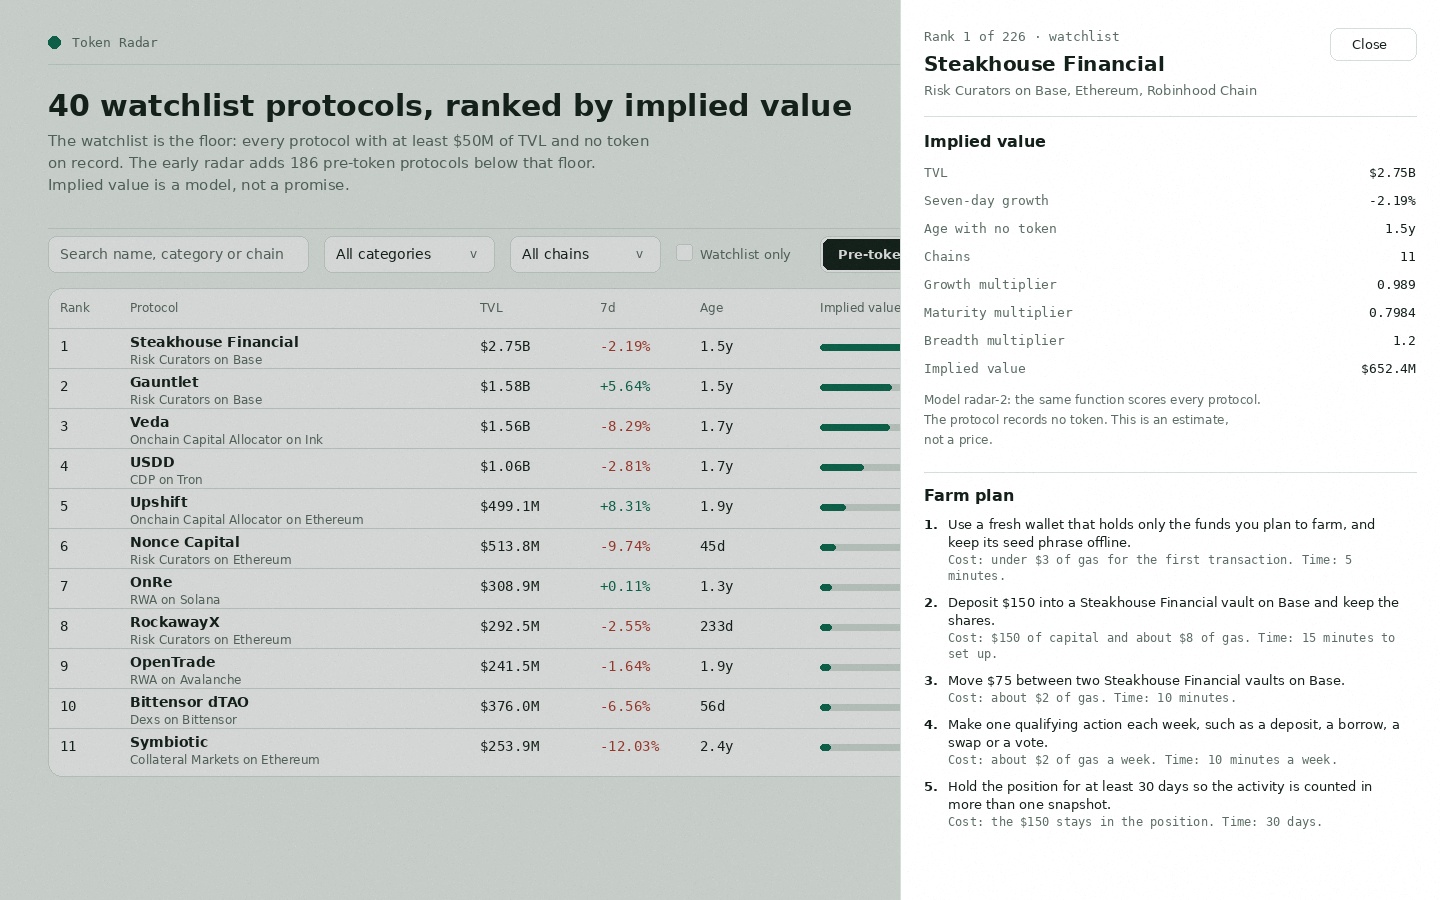 Token Radar
40 watchlist protocols, ranked by implied value
The watchlist is the floor: every protocol with at least $50M of TVL and no token
on record. The early radar adds 186 pre-token protocols below that floor.
Implied value is a model, not a promise.
Search name, category or chain
All categories v
All chains v
Watchlist only
Pre-toke
Rank Protocol TVL 7d Age Implied value
1 Steakhouse Financial $2.75B -2.19% 1.5y
Risk Curators on Base
2 Gauntlet $1.58B +5.64% 1.5y
Risk Curators on Base
3 Veda $1.56B -8.29% 1.7y
Onchain Capital Allocator on Ink
4 USDD $1.06B -2.81% 1.7y
CDP on Tron
5 Upshift $499.1M +8.31% 1.9y
Onchain Capital Allocator on Ethereum
6 Nonce Capital $513.8M -9.74% 45d
Risk Curators on Ethereum
7 OnRe $308.9M +0.11% 1.3y
RWA on Solana
8 RockawayX $292.5M -2.55% 233d
Risk Curators on Ethereum
9 OpenTrade $241.5M -1.64% 1.9y
RWA on Avalanche
10 Bittensor dTAO $376.0M -6.56% 56d
Dexs on Bittensor
11 Symbiotic $253.9M -12.03% 2.4y
Collateral Markets on Ethereum
Rank 1 of 226 · watchlist
Close
Steakhouse Financial
Risk Curators on Base, Ethereum, Robinhood Chain
Implied value
TVL $2.75B
Seven-day growth -2.19%
Age with no token 1.5y
Chains 11
Growth multiplier 0.989
Maturity multiplier 0.7984
Breadth multiplier 1.2
Implied value $652.4M
Model radar-2: the same function scores every protocol.
The protocol records no token. This is an estimate,
not a price.
Farm plan
1. Use a fresh wallet that holds only the funds you plan to farm, and
keep its seed phrase offline.
Cost: under $3 of gas for the first transaction. Time: 5
minutes.
2. Deposit $150 into a Steakhouse Financial vault on Base and keep the
shares.
Cost: $150 of capital and about $8 of gas. Time: 15 minutes to
set up.
3. Move $75 between two Steakhouse Financial vaults on Base.
Cost: about $2 of gas. Time: 10 minutes.
4. Make one qualifying action each week, such as a deposit, a borrow, a
swap or a vote.
Cost: about $2 of gas a week. Time: 10 minutes a week.
5. Hold the position for at least 30 days so the activity is counted in
more than one snapshot.
Cost: the $150 stays in the position. Time: 30 days.